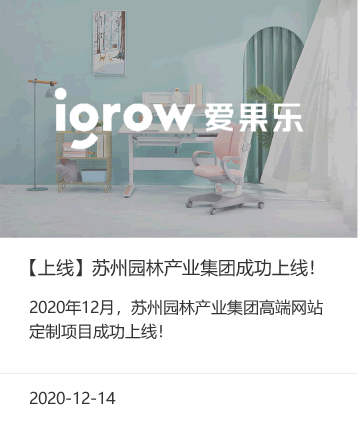 igrow 爱果乐
【上线】苏州园林产业集团成功上线！
2020年12月，苏州园林产业集团高端网站
定制项目成功上线！
2020-12-14